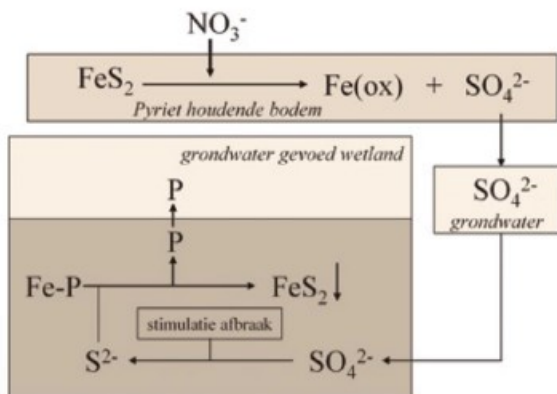 NO₃⁻
FeS₂ Fe(ox) + SO₄²⁻
Pyriet houdende bodem
grondwater gevoed wetland
SO₄²⁻
grondwater
P
P
Fe-P FeS₂
stimulatie afbraak
S²⁻ SO₄²⁻